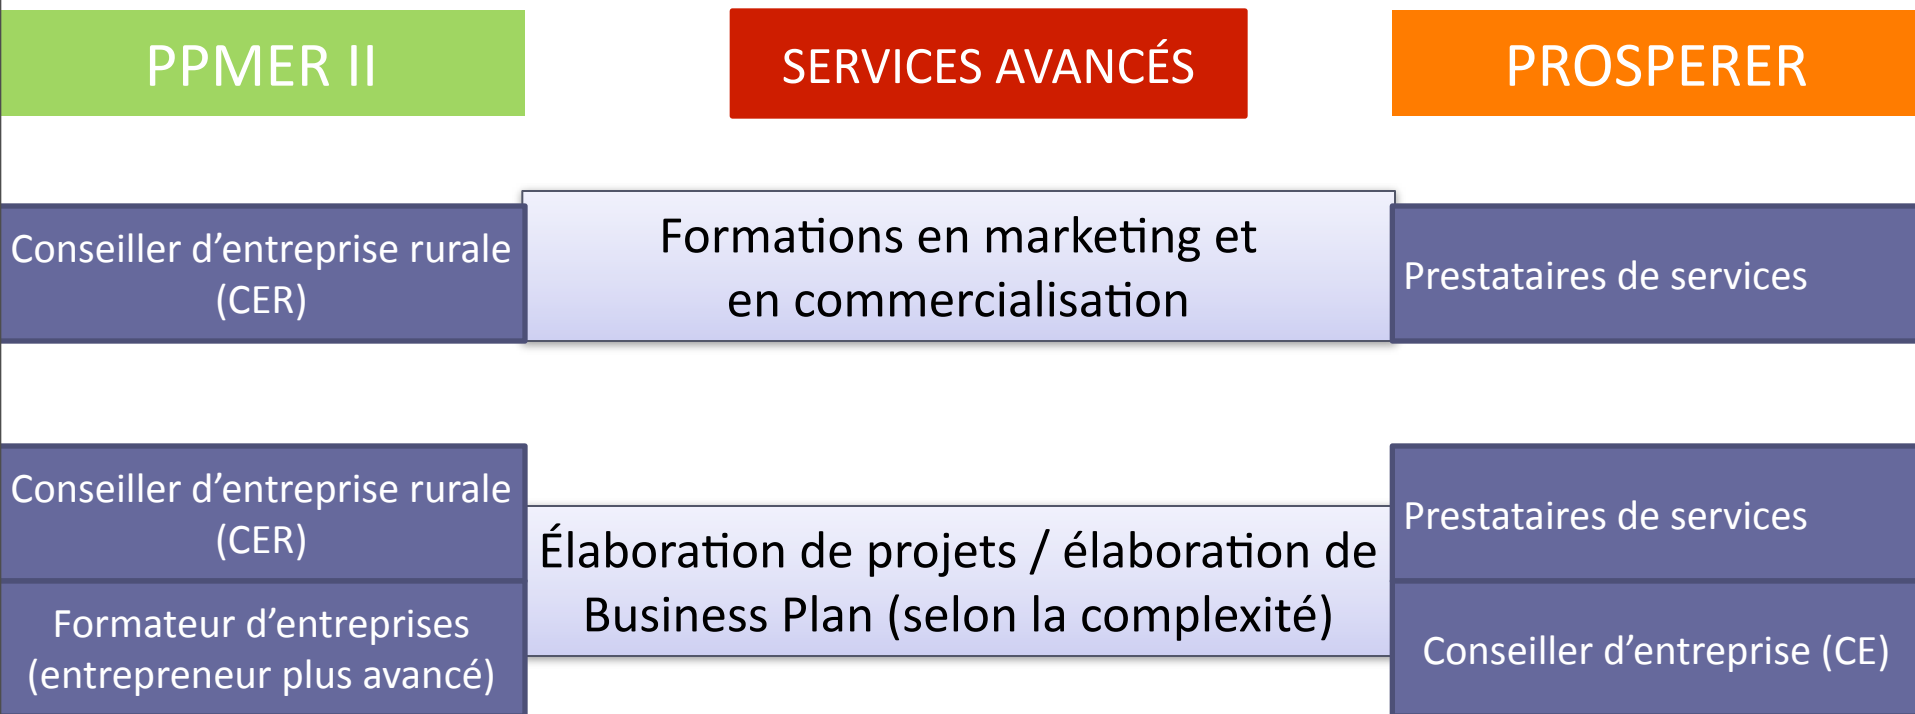 PPMER II
SERVICES AVANCÉS
PROSPERER
Conseiller d’entreprise rurale
(CER)
Formations en marketing et
en commercialisation
Prestataires de services
Conseiller d’entreprise rurale
(CER)
Formateur d’entreprises
(entrepreneur plus avancé)
Élaboration de projets / élaboration de
Business Plan (selon la complexité)
Prestataires de services
Conseiller d’entreprise (CE)